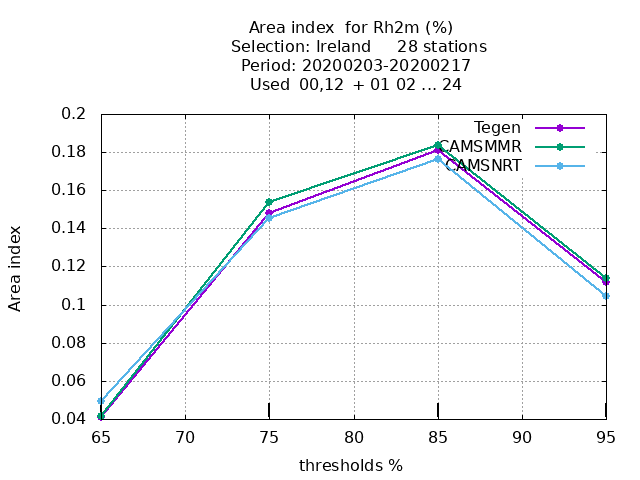 Area index  for Rh2m (%)
Selection: Ireland     28 stations
Period: 20200203-20200217
Used  00,12  + 01 02 ... 24
Tegen
CAMSMMR
CAMSNRT
0.2
0.18
0.16
0.14
0.12
0.1
0.08
0.06
0.04
Area index
65 70 75 80 85 90 95
thresholds %